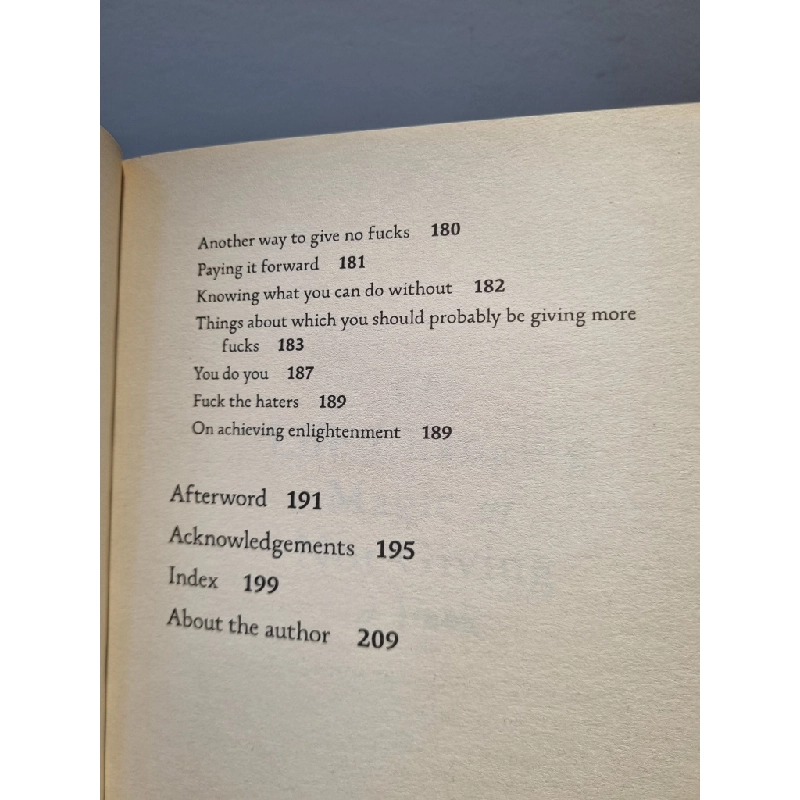 Another way to give no fucks 180
Paying it forward 181
Knowing what you can do without 182
Things about which you should probably be giving more
fucks 183
You do you 187
Fuck the haters 189
On achieving enlightenment 189
Afterword 191
Acknowledgements 195
Index 199
About the author 209